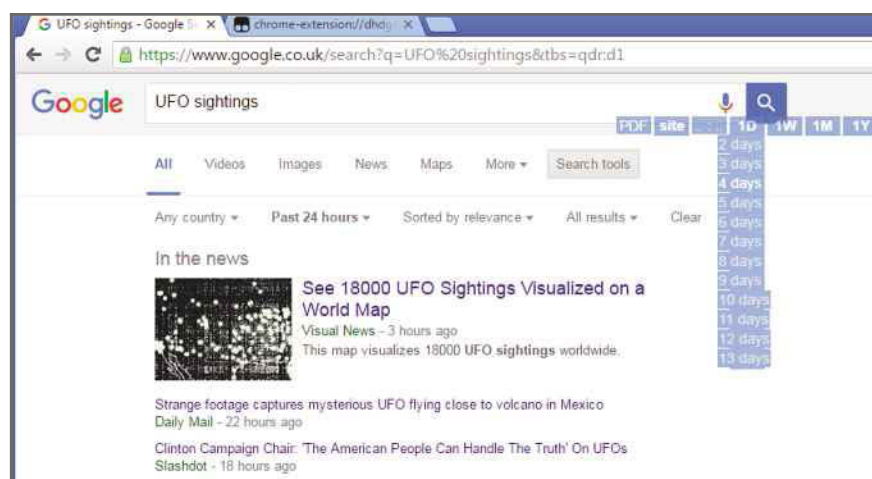 UFO sightings - Google S
chrome-extension://dhdg
https://www.google.co.uk/search?q=UFO%20sightings&tbs=qdr:d1
Google
UFO sightings
PDF site 1D 1W 1M 1Y
2 days
3 days
4 days
5 days
6 days
7 days
8 days
9 days
10 days
11 days
12 days
13 days
All Videos Images News Maps More Search tools
Any country Past 24 hours Sorted by relevance All results Clear
In the news
See 18000 UFO Sightings Visualized on a
World Map
Visual News - 3 hours ago
This map visualizes 18000 UFO sightings worldwide.
Strange footage captures mysterious UFO flying close to volcano in Mexico
Daily Mail - 22 hours ago
Clinton Campaign Chair: 'The American People Can Handle The Truth' On UFOs
Slashdot - 18 hours ago